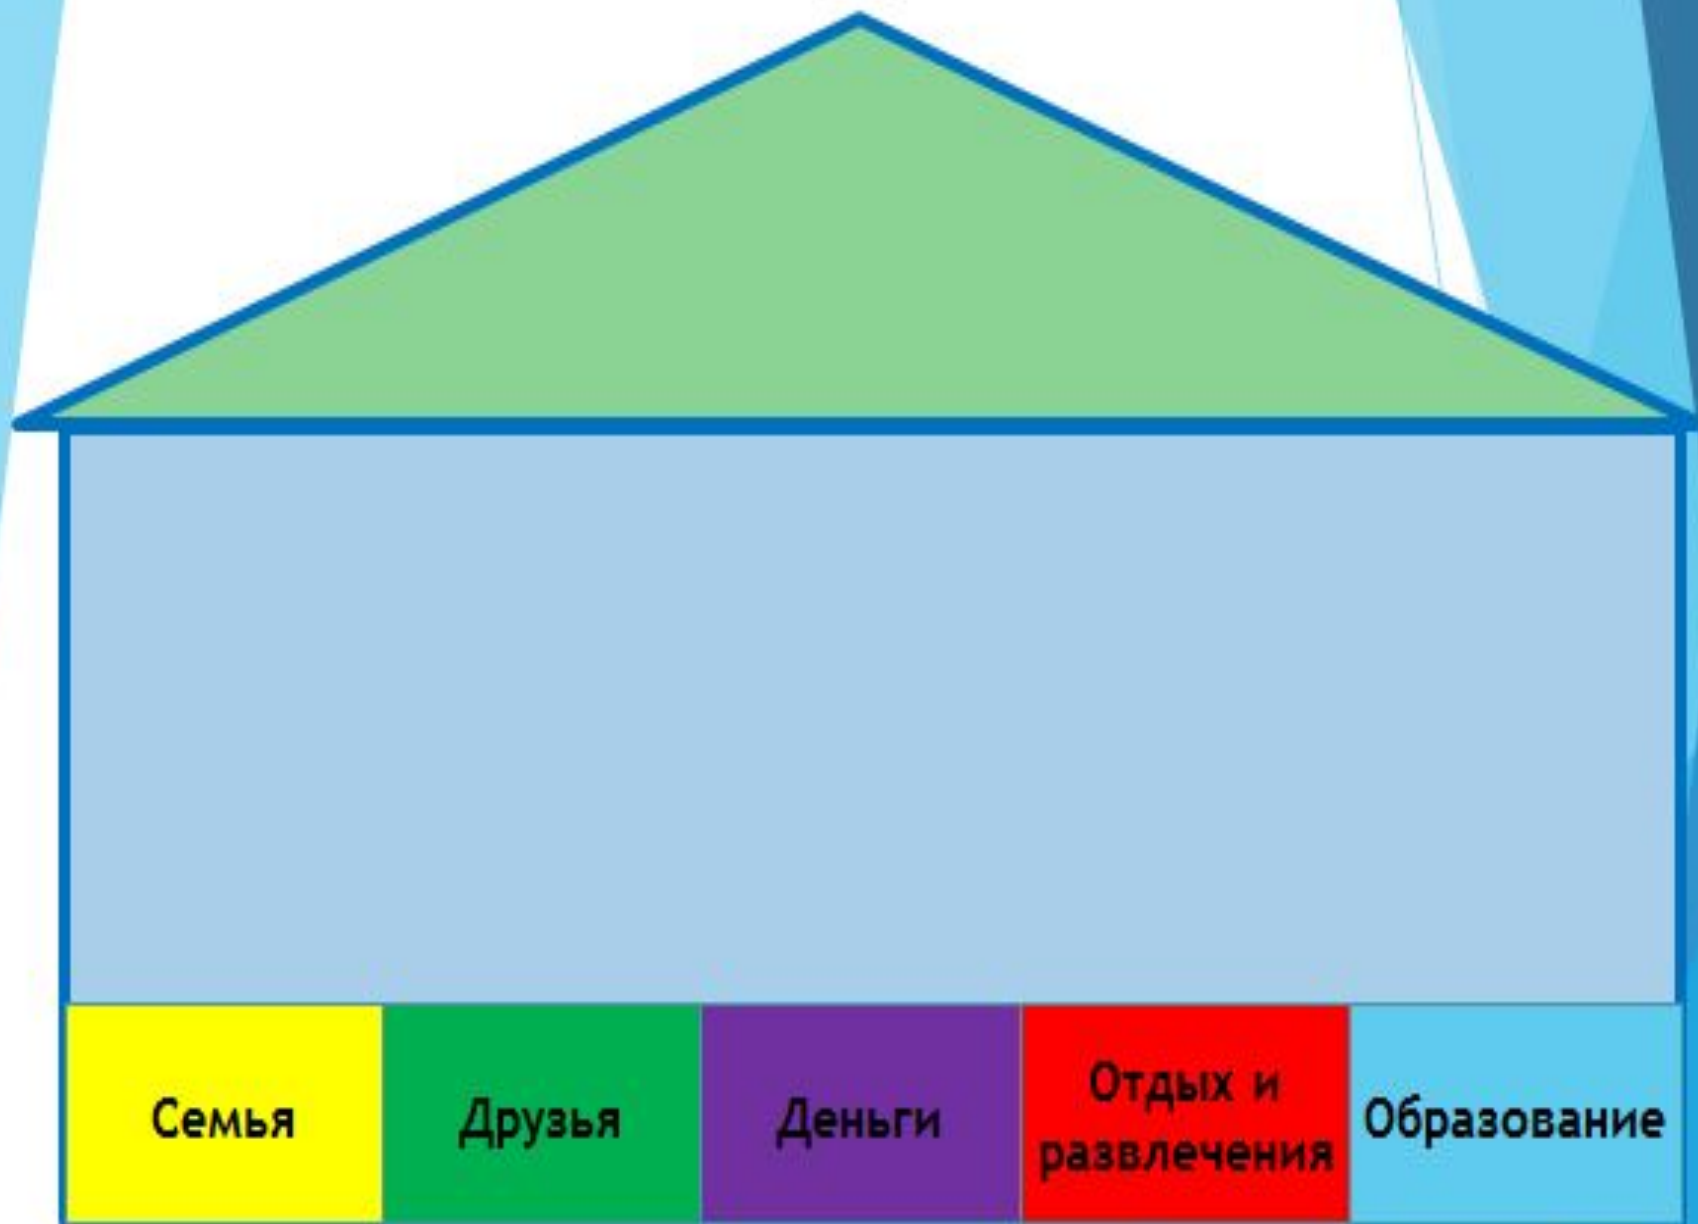 Семья
Друзья
Деньги
Отдых и
развлечения
Образование